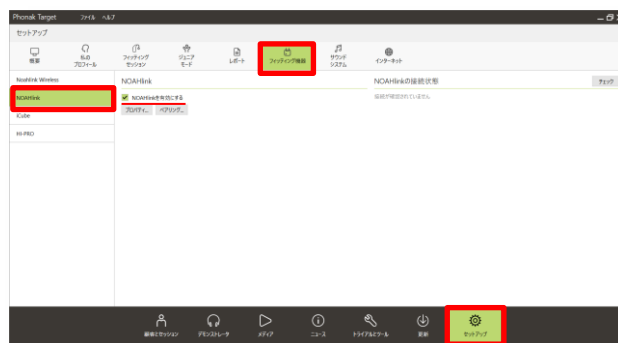 Phonak Target ファイル ヘルプ
セットアップ
概要
私の
プロフィール
フィッティング
セッション
ジュニア
モード
レポート
フィッティング機器
サウンド
システム
インターネット
Noahlink Wireless
NOAHlink
iCube
HI-PRO
NOAHlink
NOAHlinkを有効にする
プロパティ...
ペアリング...
NOAHlinkの接続状態
チェック
接続が確認されていません。
顧客とセッション
デモンストレータ
メディア
ニュース
トライアルとツール
更新
セットアップ